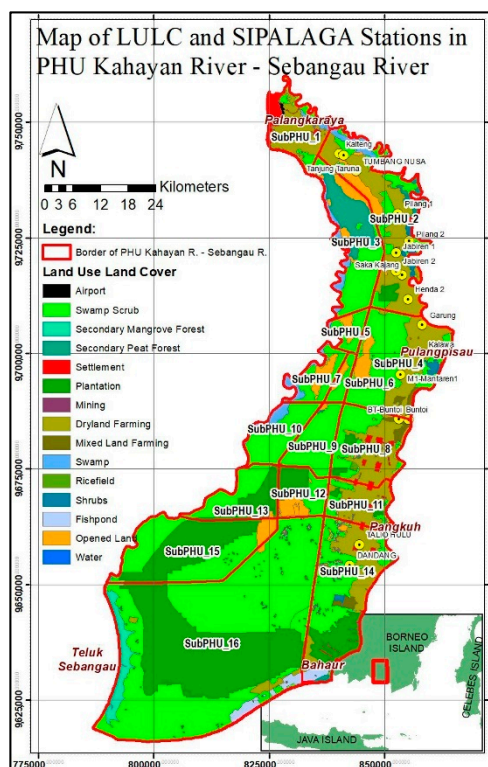 Map of LULC and SIPALAGA Stations in
PHU Kahayan River - Sebangau River
N
0 3 6 12 18 24
Kilometers
Legend:
Border of PHU Kahayan R. - Sebangau R.
Land Use Land Cover
Airport
Swamp Scrub
Secondary Mangrove Forest
Secondary Peat Forest
Settlement
Plantation
Mining
Dryland Farming
Mixed Land Farming
Swamp
Ricefield
Shrubs
Fishpond
Opened Land
Water
Palangkaraya
SubPHU_1
Kalteng
TUMBANG NUSA
Tanjung Taruna
Pilang 1
SubPHU_2
Pilang 2
SubPHU_3
Jabiren 1
Saka Kajang
Jabiren 2
Henda 2
Garung
SubPHU_5
Kalawa
Pulangpisau
SubPHU_4
SubPHU_7
SubPHU_6
M1-Mantaren1
BT-Buntoi_Buntoi
SubPHU_10
SubPHU_9
SubPHU_8
SubPHU_12
SubPHU_13
SubPHU_11
Pangkuh
SubPHU_15
TALIO HULU
DANDANG
SubPHU_14
SubPHU_16
Teluk
Sebangau
Bahaur
BORNEO
ISLAND
CELEBES ISLAND
JAVA ISLAND
9750000
9725000
9700000
9675000
9650000
9625000
775000
800000
825000
850000